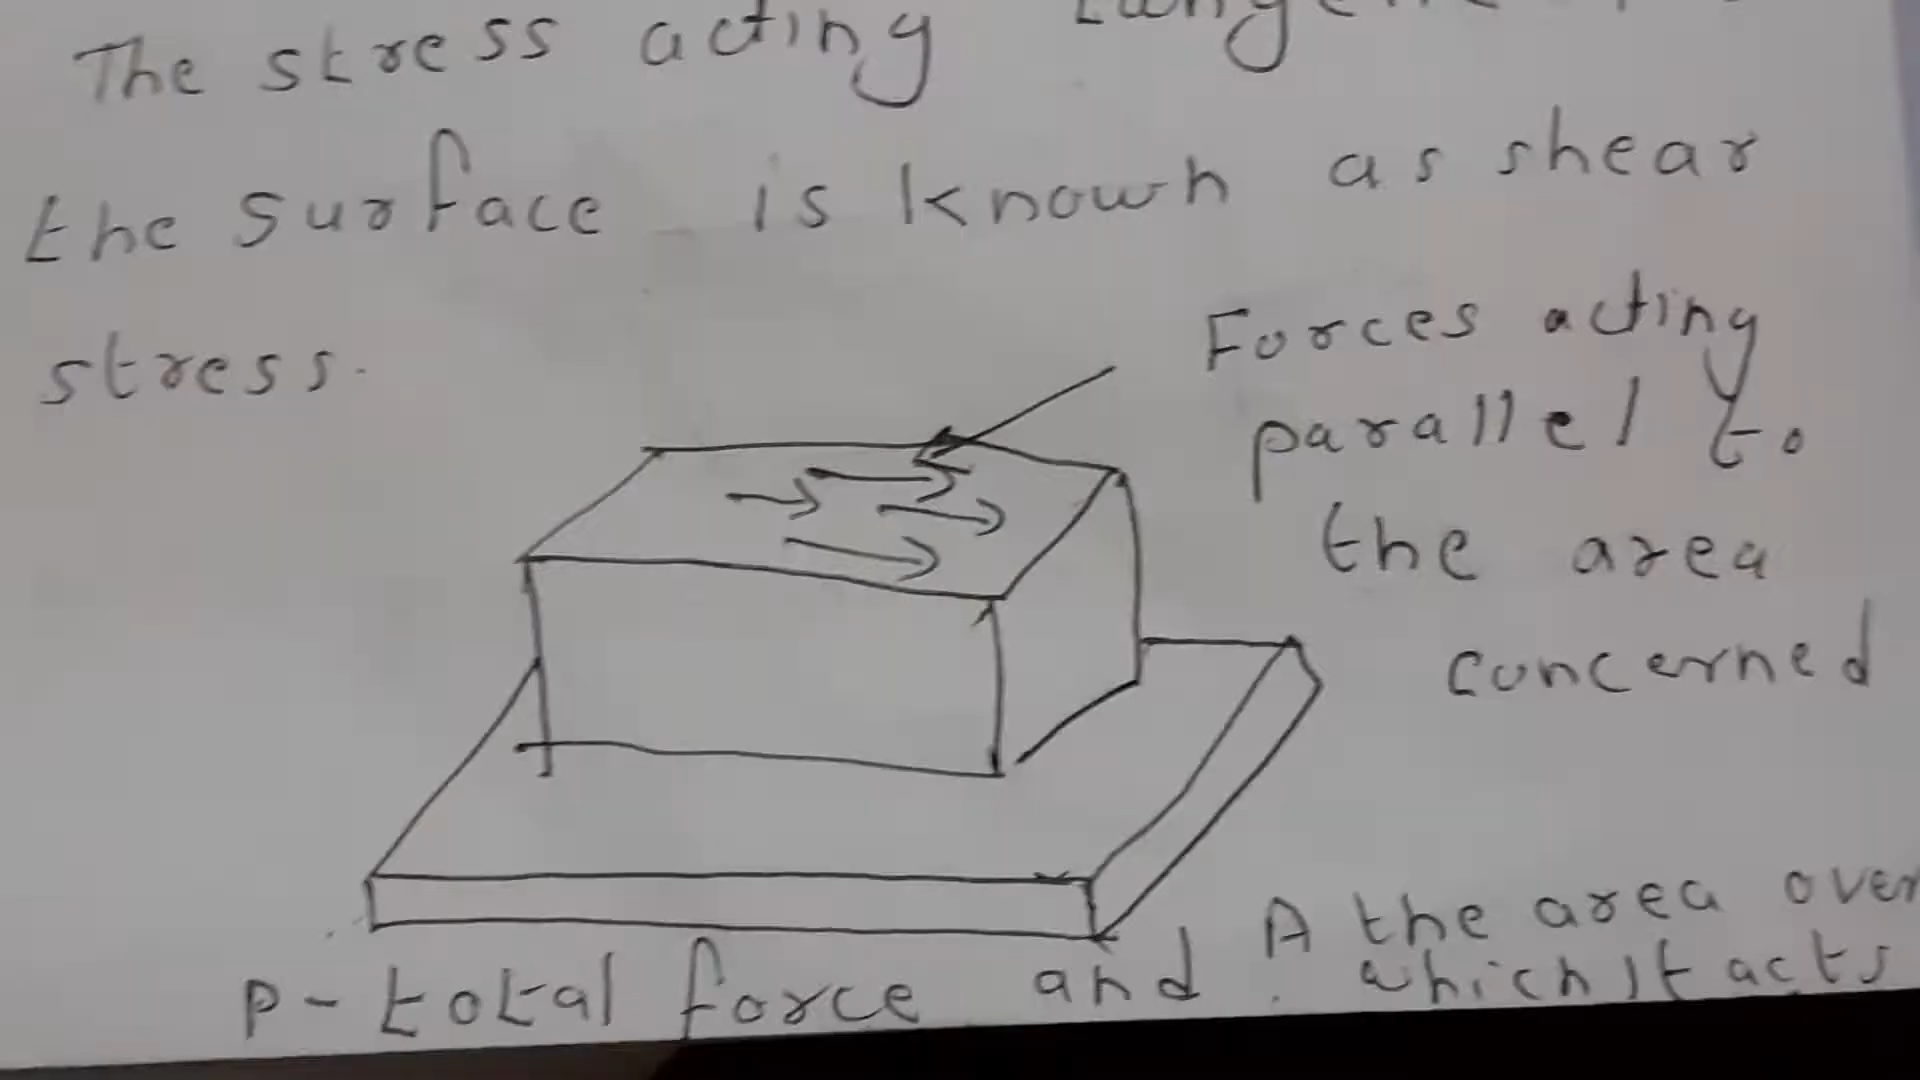 The stress acting
the surface is known as shear
stress.
Forces acting
parallel to
the area
concerned
P - total force and A the area over
which it acts